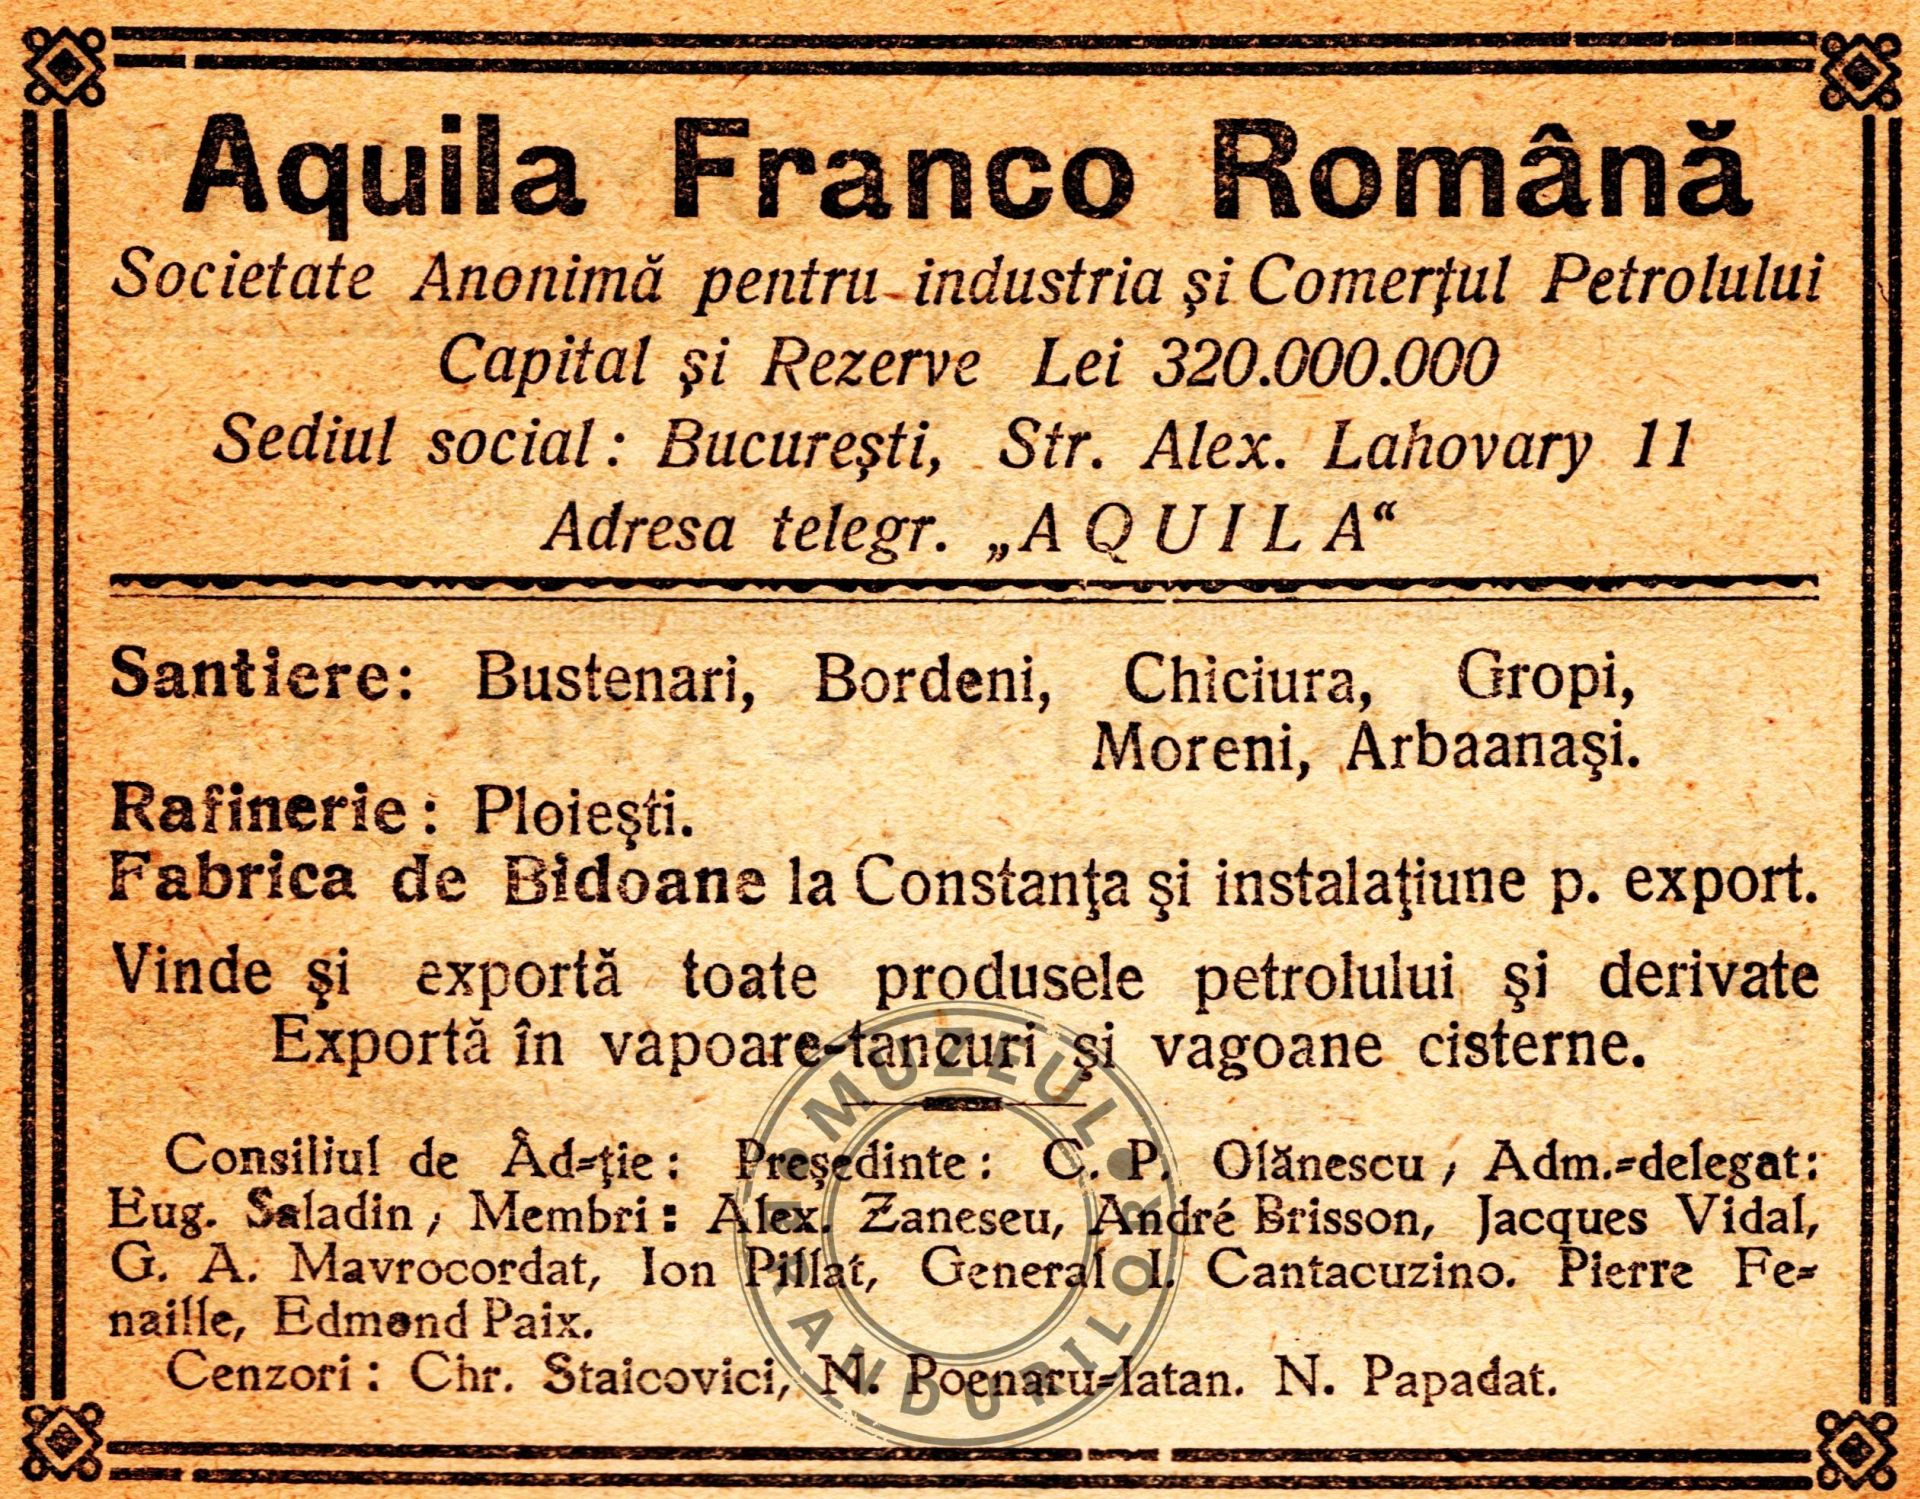 Aquila Franco Română
Societate Anonimă pentru industria şi Comerţul Petrolului
Capital şi Rezerve Lei 320.000.000
Sediul social: Bucureşti, Str. Alex. Lahovary 11
Adresa telegr. „AQUILA“
Santiere: Bustenari, Bordeni, Chiciura, Gropi,
Moreni, Arbaanaşi.
Rafinerie: Ploieşti.
Fabrica de Bidoane la Constanţa şi instalaţiune p. export.
Vinde şi exportă toate produsele petrolului şi derivate
Exportă în vapoare-tancuri şi vagoane cisterne.
Consiliul de Âd-ţie: Preşedinte: C. P. Olănescu, Adm.-delegat:
Eug. Saladin, Membri: Alex. Zaneseu, André Brisson, Jacques Vidal,
G. A. Mavrocordat, Ion Pillat, General I. Cantacuzino. Pierre Fe-
naille, Edmond Paix.
Cenzori: Chr. Staicovici, N. Poenaru-Iatan. N. Papadat.
MUZEUL
BANDURILOR